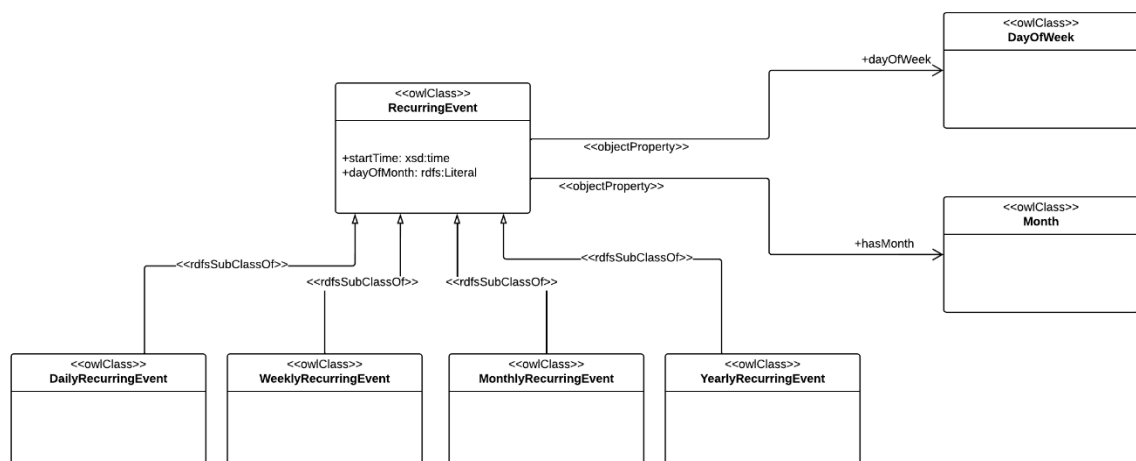 <<owlClass>>
DayOfWeek
+dayOfWeek
<<owlClass>>
RecurringEvent
+startTime: xsd:time
+dayOfMonth: rdfs:Literal
<<objectProperty>>
<<objectProperty>>
<<owlClass>>
Month
+hasMonth
<<rdfsSubClassOf>>
<<rdfsSubClassOf>>
<<rdfsSubClassOf>>
<<rdfsSubClassOf>>
<<owlClass>>
DailyRecurringEvent
<<owlClass>>
WeeklyRecurringEvent
<<owlClass>>
MonthlyRecurringEvent
<<owlClass>>
YearlyRecurringEvent